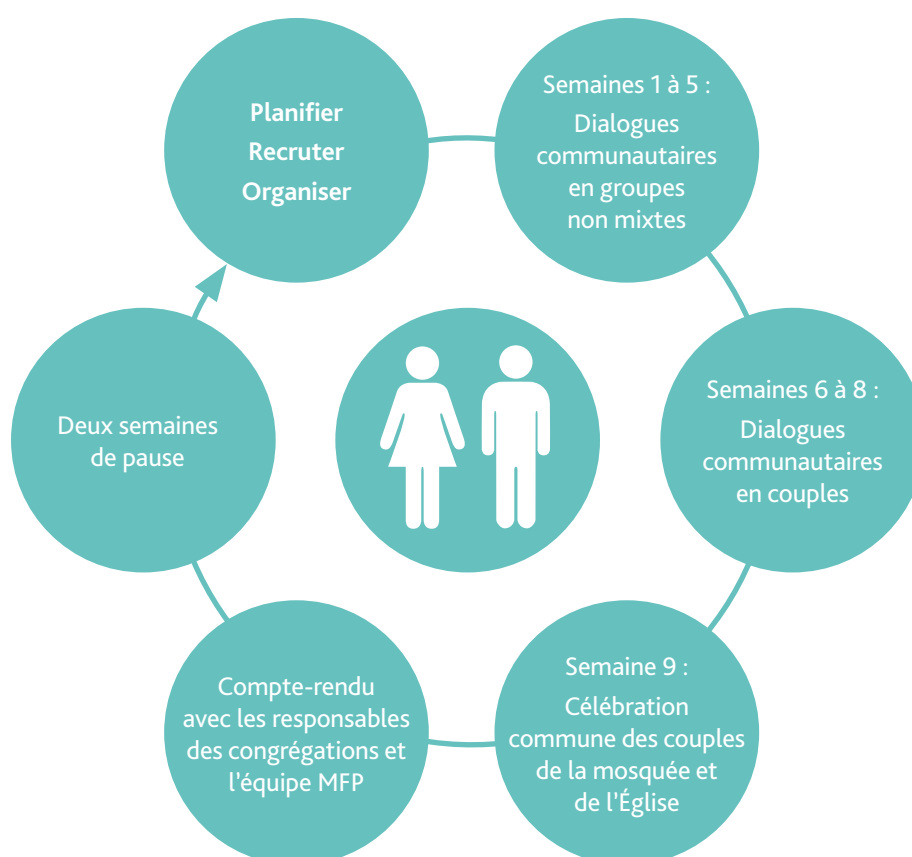 Planifier
Recruter
Organiser
Semaines 1 à 5 :
Dialogues
communautaires
en groupes
non mixtes
Semaines 6 à 8 :
Dialogues
communautaires
en couples
Semaine 9 :
Célébration
commune des couples
de la mosquée et
de l'Église
Compte-rendu
avec les responsables
des congrégations et
l'équipe MFP
Deux semaines
de pause